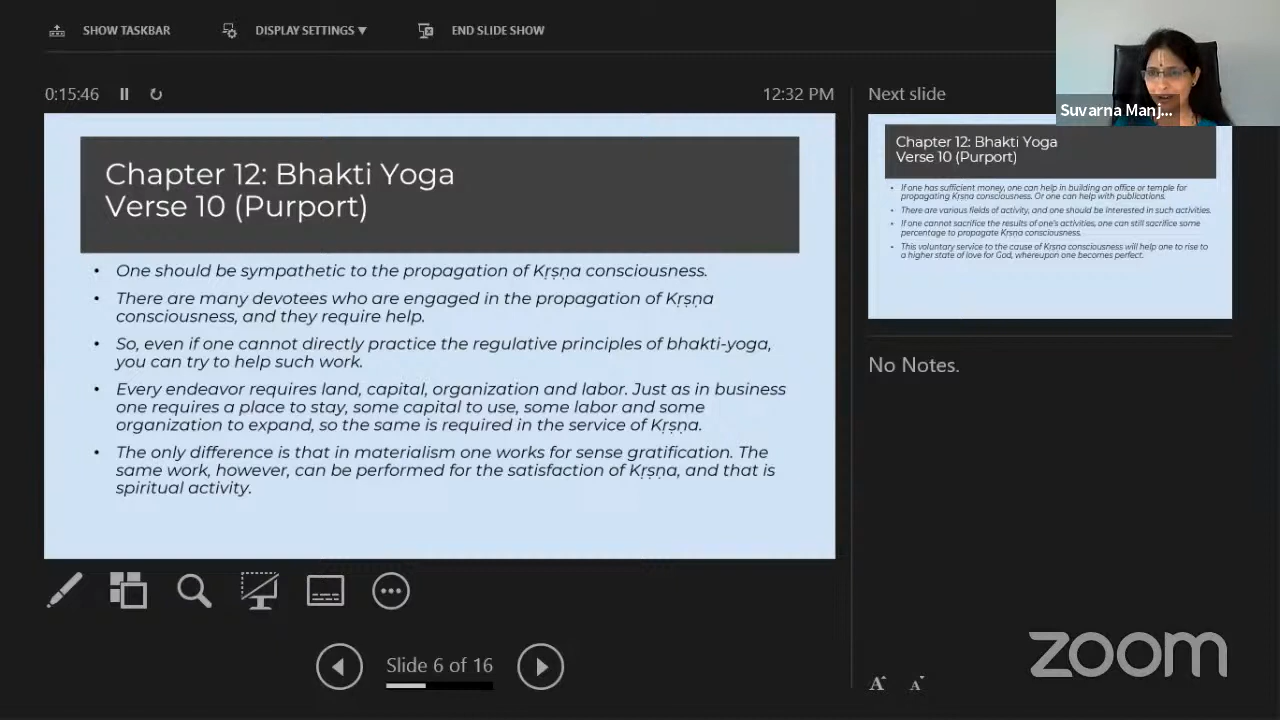 SHOW TASKBAR
DISPLAY SETTINGS ▼
END SLIDE SHOW
0:15:46
12:32 PM
Chapter 12: Bhakti Yoga
Verse 10 (Purport)
• One should be sympathetic to the propagation of Kṛṣṇa consciousness.
• There are many devotees who are engaged in the propagation of Kṛṣṇa
consciousness, and they require help.
• So, even if one cannot directly practice the regulative principles of bhakti-yoga,
you can try to help such work.
• Every endeavor requires land, capital, organization and labor. Just as in business
one requires a place to stay, some capital to use, some labor and some
organization to expand, so the same is required in the service of Kṛṣṇa.
• The only difference is that in materialism one works for sense gratification. The
same work, however, can be performed for the satisfaction of Kṛṣṇa, and that is
spiritual activity.
Slide 6 of 16
Next slide
Suvarna Manj...
Chapter 12: Bhakti Yoga
Verse 10 (Purport)
• If one has sufficient money, one can help in building an office or temple for
propagating Kṛṣṇa consciousness. Or one can help with publications.
• There are various fields of activity, and one should be interested in such activities.
• If one cannot sacrifice the results of one's activities, one can still sacrifice some
percentage to propagate Kṛṣṇa consciousness.
• This voluntary service to the cause of Kṛṣṇa consciousness will help one to rise to
a higher state of love for God, whereupon one becomes perfect.
No Notes.
A A
zoom